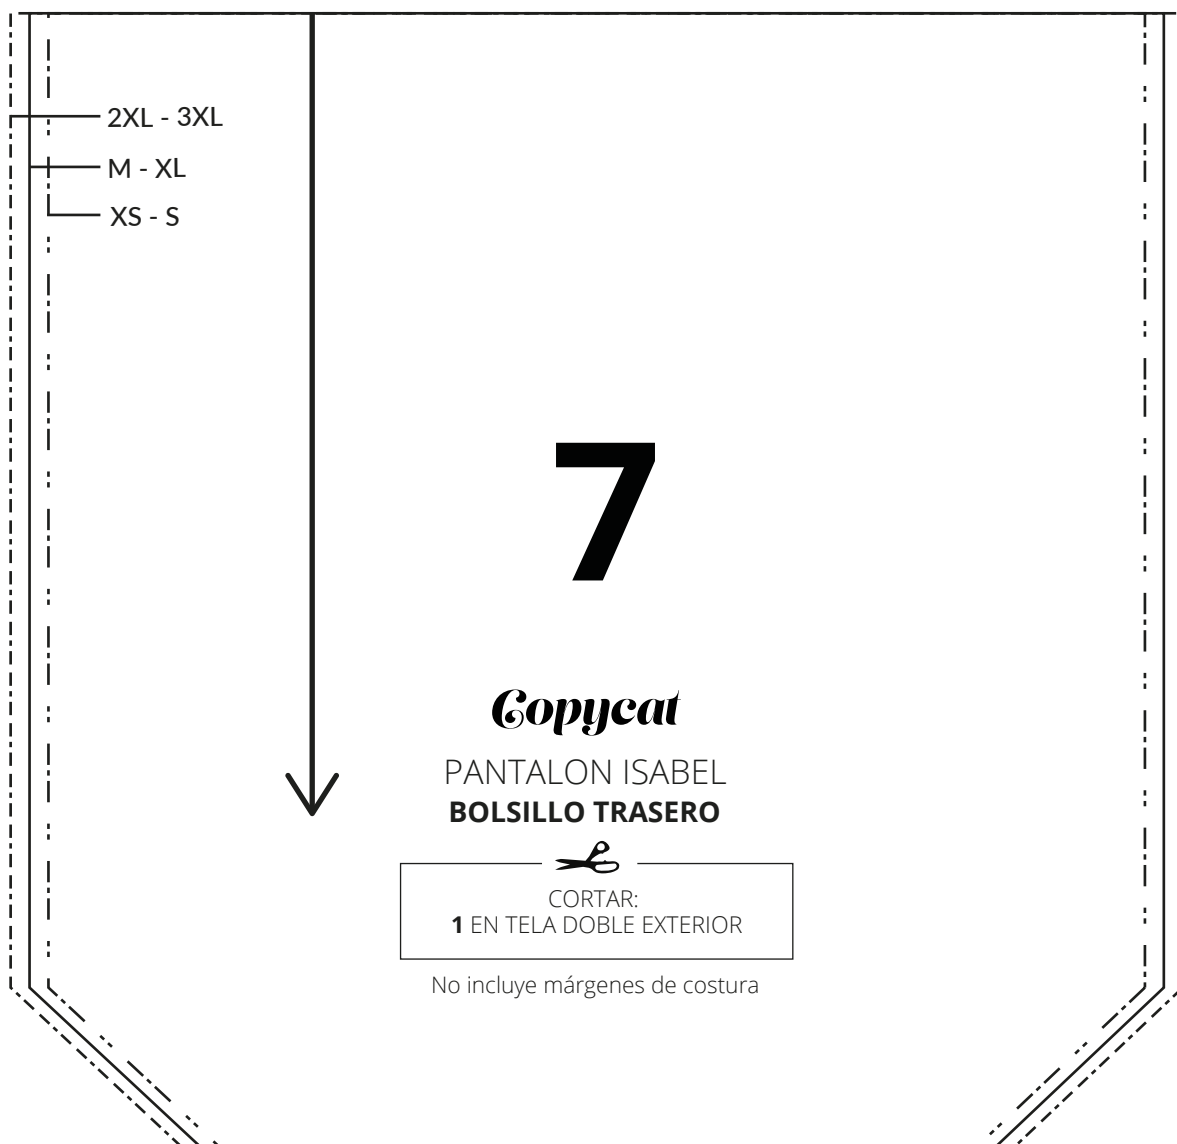 2XL - 3XL
M - XL
XS - S
7
Copycat
PANTALON ISABEL
BOLSILLO TRASERO
CORTAR:
1 EN TELA DOBLE EXTERIOR
No incluye márgenes de costura